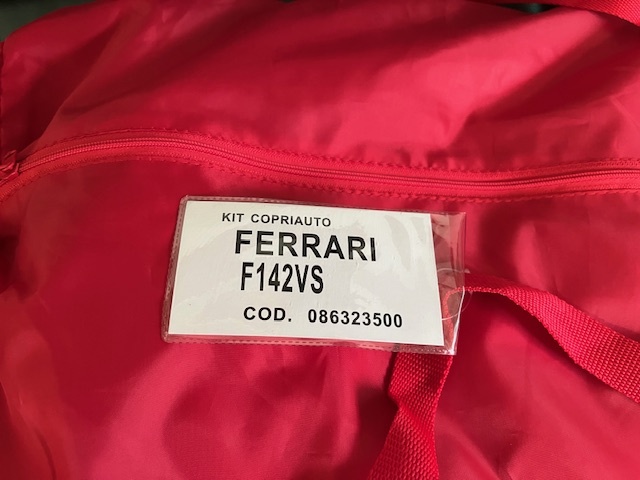 KIT COPRIAUTO
FERRARI
F142VS
COD. 086323500